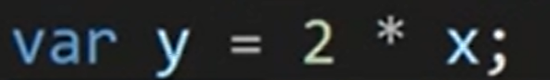 var y = 2 * x;